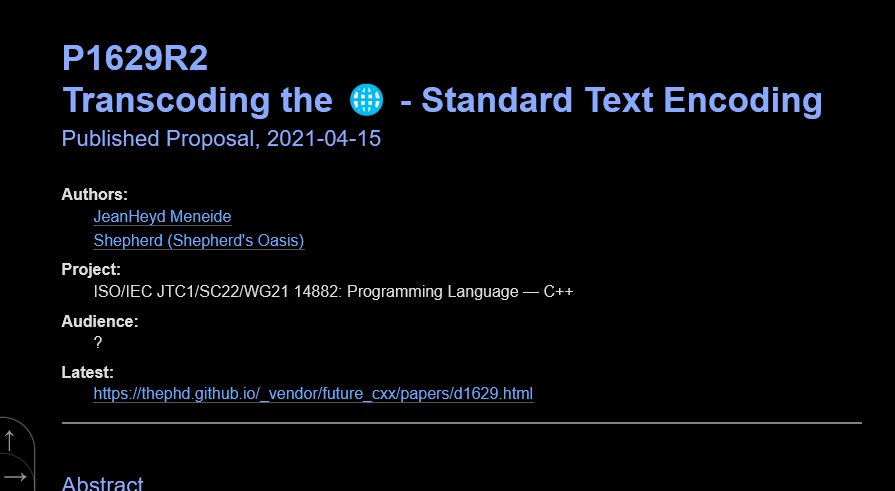 P1629R2
Transcoding the 🌐 - Standard Text Encoding
Published Proposal, 2021-04-15
Authors:
JeanHeyd Meneide
Shepherd (Shepherd's Oasis)
Project:
ISO/IEC JTC1/SC22/WG21 14882: Programming Language — C++
Audience:
?
Latest:
https://thephd.github.io/_vendor/future_cxx/papers/d1629.html
↑
→
Abstract